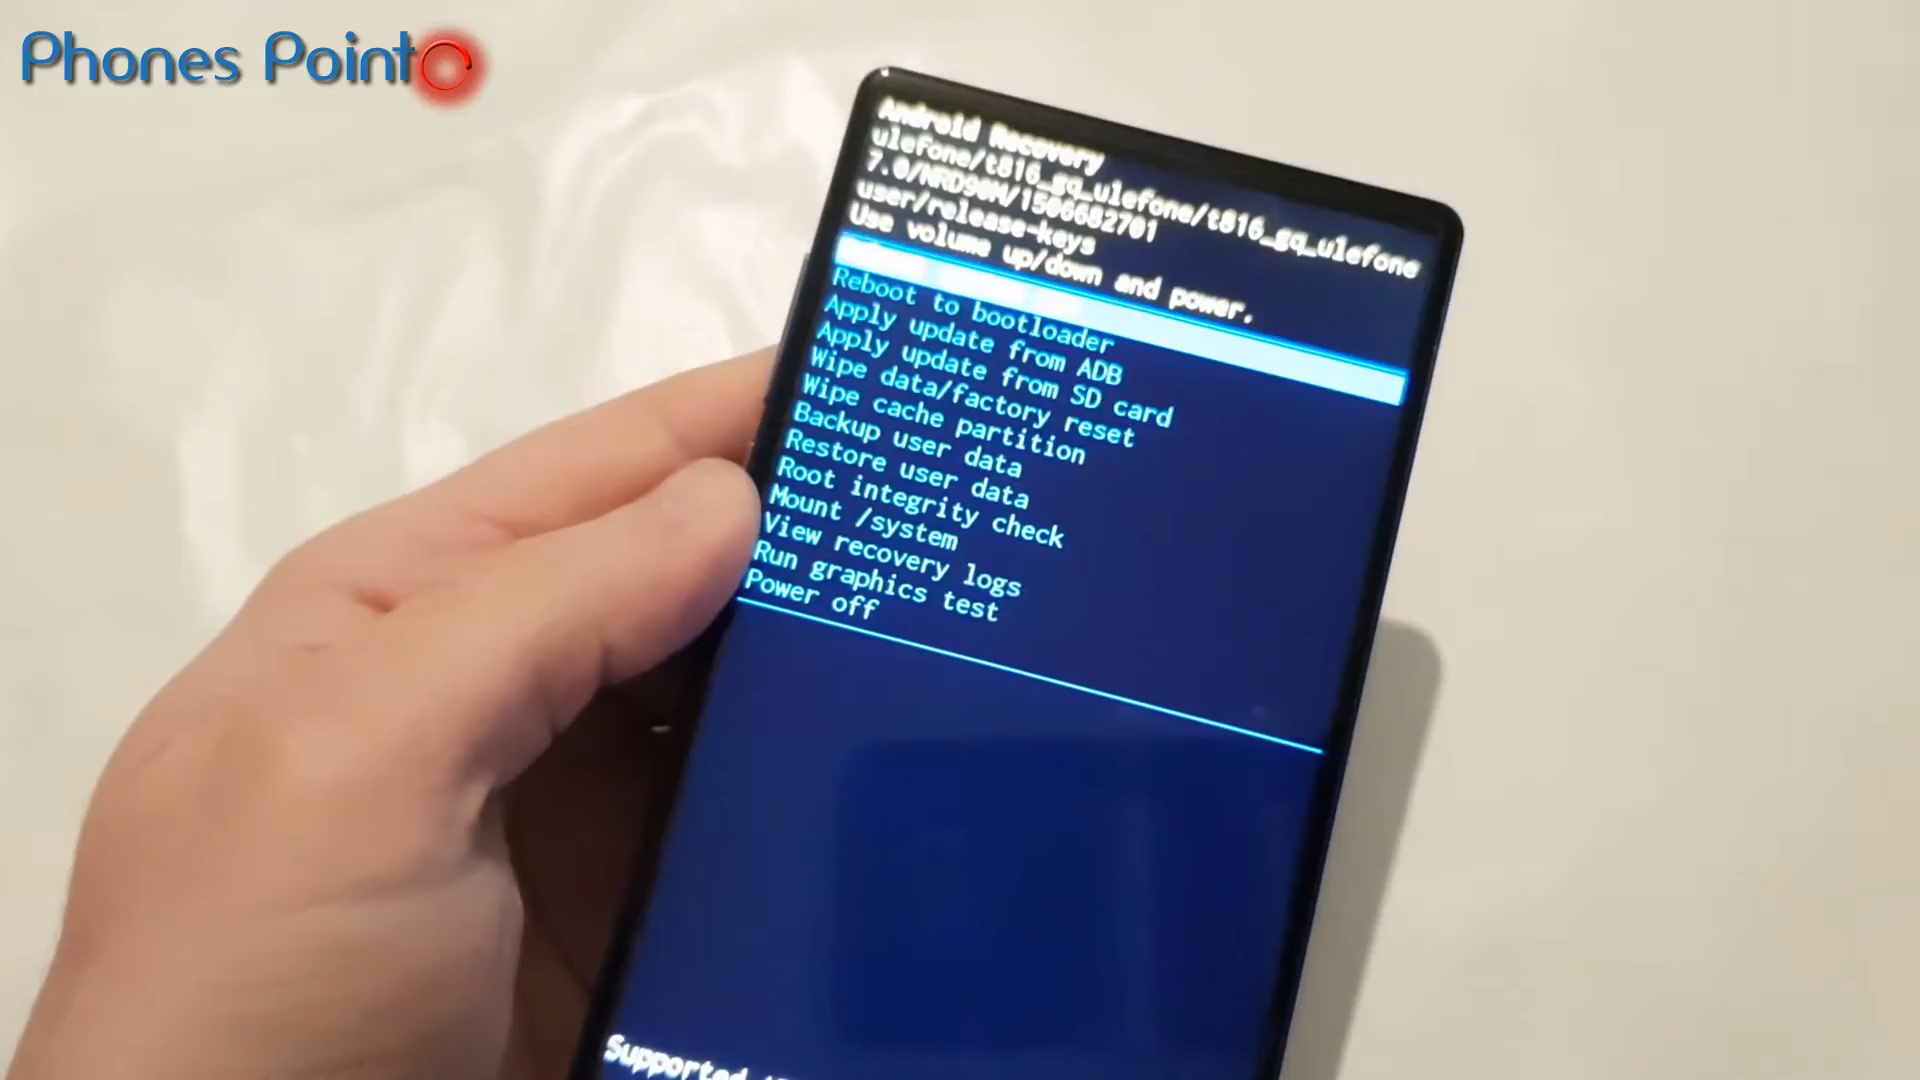 Phones Point
Android Recovery
ulefone/t816_gq_ulefone/t816_gq_ulefone
7.0/NRD90M/1506682701
user/release-keys
Use volume up/down and power.
Reboot to bootloader
Apply update from ADB
Apply update from SD card
Wipe data/factory reset
Wipe cache partition
Backup user data
Restore user data
Root integrity check
Mount /system
View recovery logs
Run graphics test
Power off
Supported